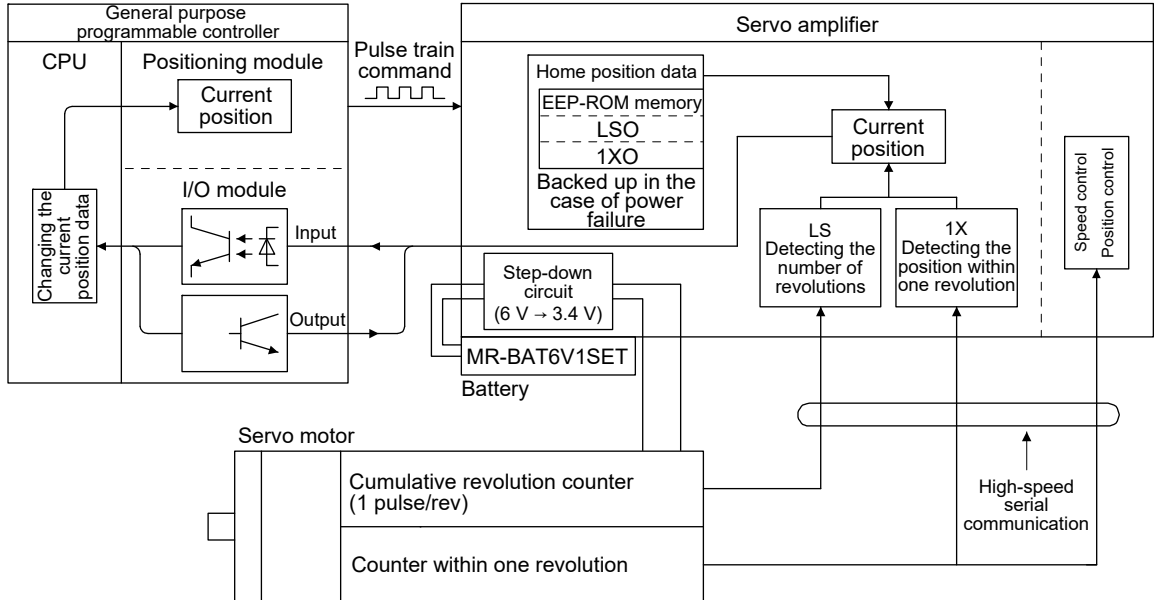 General purpose
programmable controller
CPU
Positioning module
Current
position
I/O module
Changing the
current
position data
Input
Output
Pulse train
command
Servo amplifier
Home position data
EEP-ROM memory
LSO
1XO
Backed up in the
case of power
failure
Current
position
LS
Detecting the
number of
revolutions
1X
Detecting the
position within
one revolution
Speed control
Position control
Step-down
circuit
(6 V → 3.4 V)
MR-BAT6V1SET
Battery
Servo motor
Cumulative revolution counter
(1 pulse/rev)
Counter within one revolution
High-speed
serial
communication